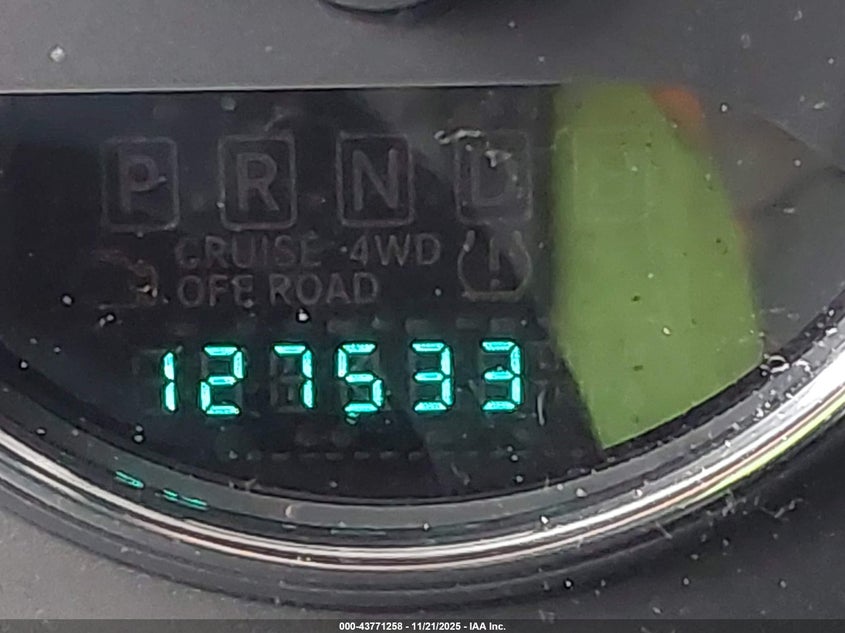 P R N D
CRUISE 4WD
OFF ROAD
127533
000-43771258 - 11/21/2025 - IAA Inc.